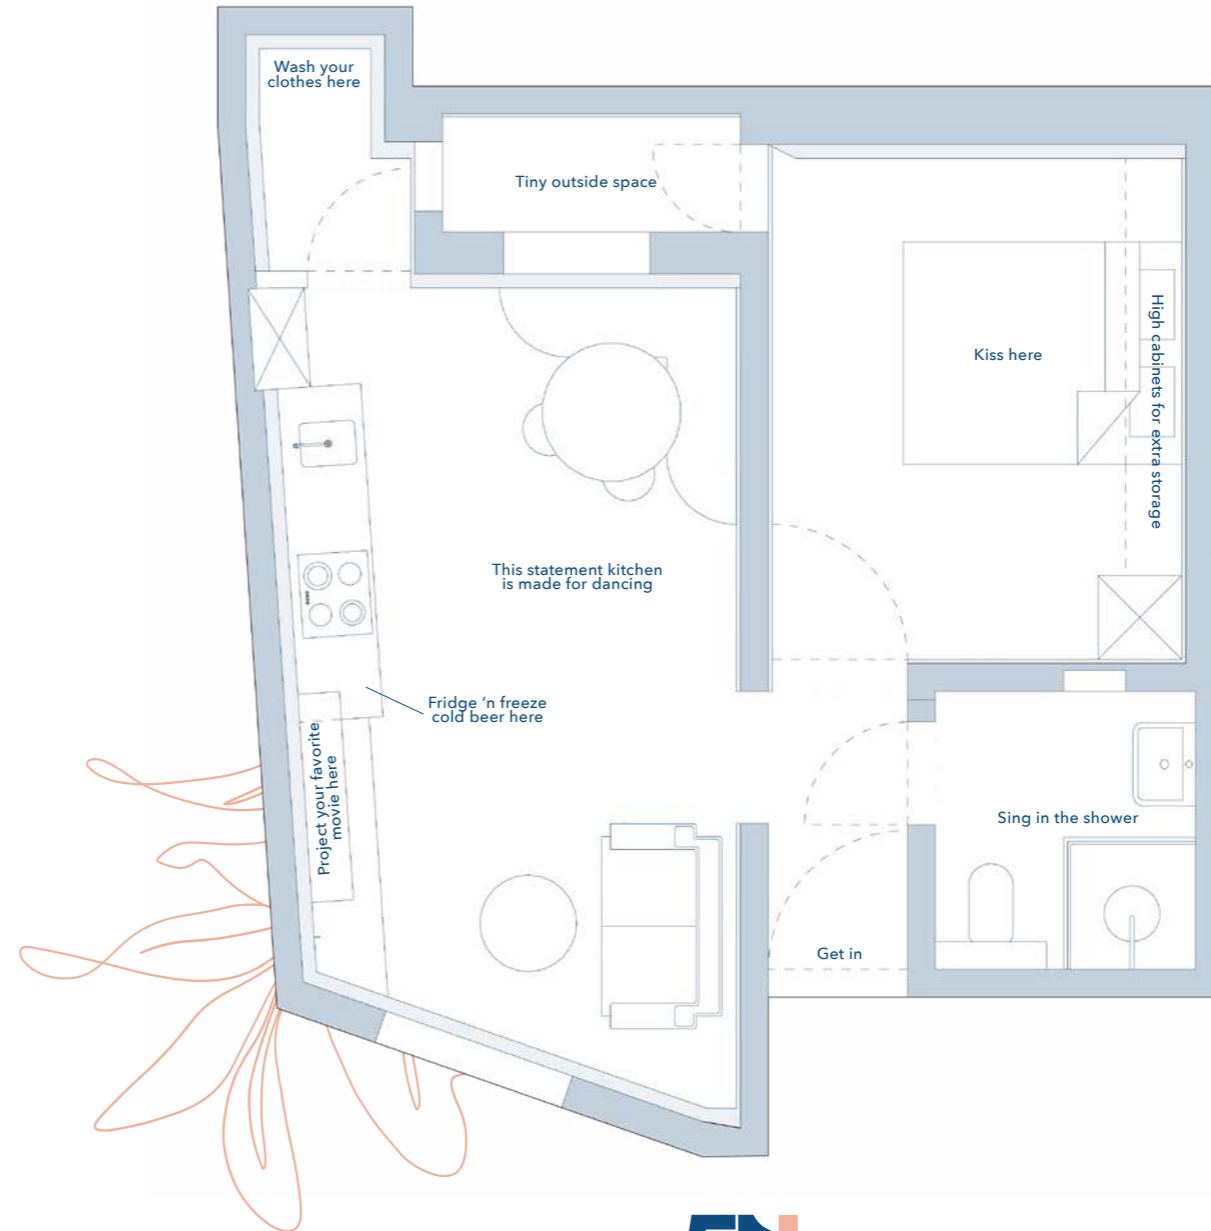 Wash your
clothes here
Tiny outside space
Kiss here
High cabinets for extra storage
This statement kitchen
is made for dancing
Fridge ‘n freeze
cold beer here
Project your favorite
movie here
Sing in the shower
Get in